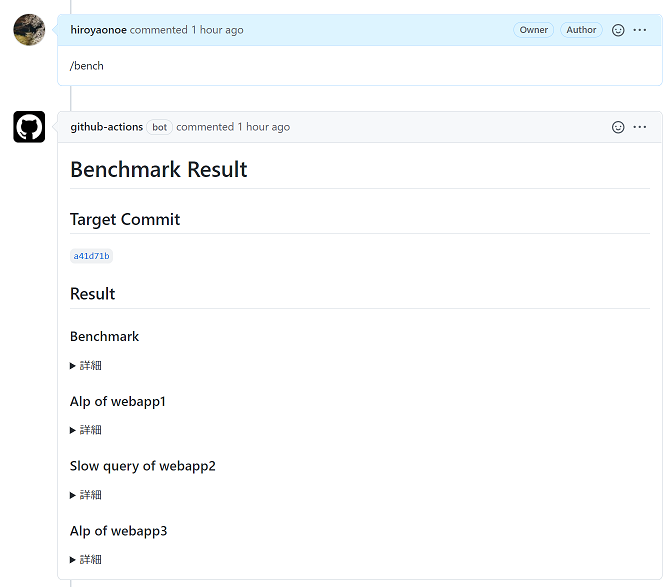 hiroyaonoe commented 1 hour ago Owner Author
/bench
github-actions bot commented 1 hour ago
Benchmark Result
Target Commit
a41d71b
Result
Benchmark
詳細
Alp of webapp1
詳細
Slow query of webapp2
詳細
Alp of webapp3
詳細